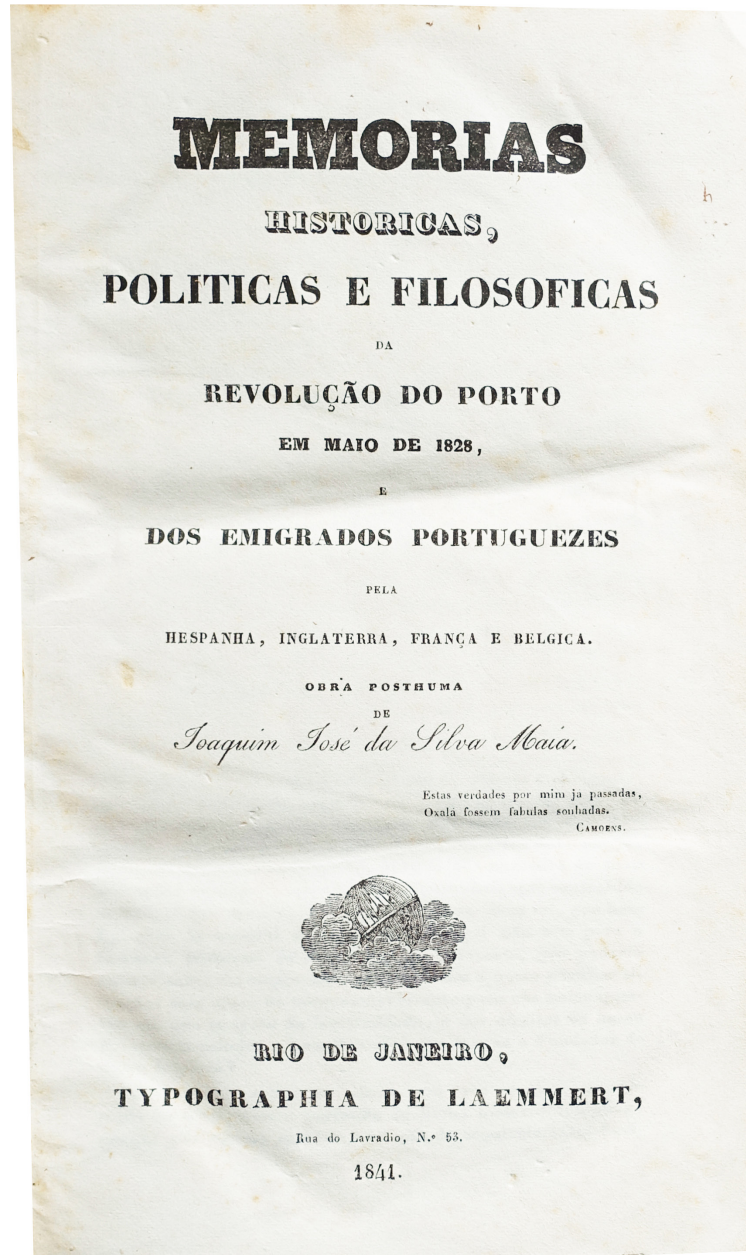 MEMORIAS
HISTORICAS,
POLITICAS E FILOSOFICAS
DA
REVOLUÇÃO DO PORTO
EM MAIO DE 1828,
E
DOS EMIGRADOS PORTUGUEZES
PELA
HESPANHA, INGLATERRA, FRANÇA E BELGICA.
OBRA POSTHUMA
DE
Joaquim José da Silva Maia.
Estas verdades por mim ja passadas,
Oxalá fossem fabulas sonhadas.
CAMOENS.
RIO DE JANEIRO,
TYPOGRAPHIA DE LAEMMERT,
Rua do Lavradio, N.º 53.
1841.